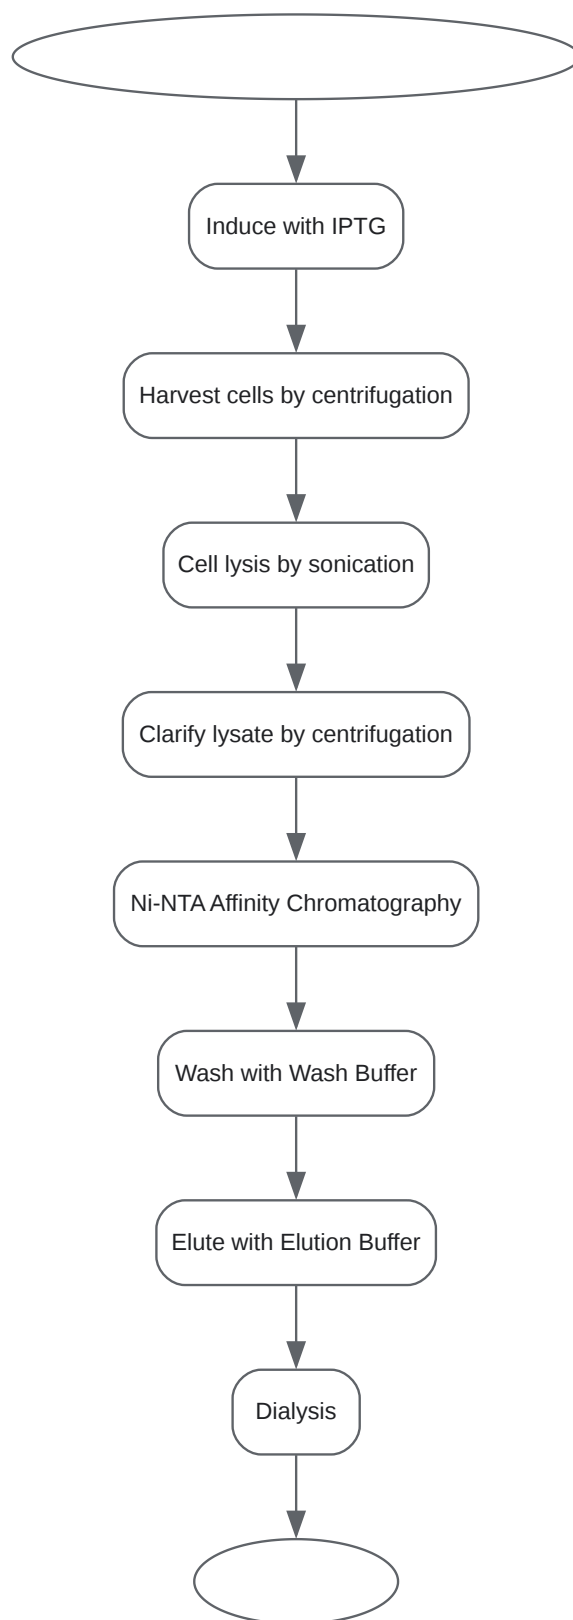 Induce with IPTG
Harvest cells by centrifugation
Cell lysis by sonication
Clarify lysate by centrifugation
Ni-NTA Affinity Chromatography
Wash with Wash Buffer
Elute with Elution Buffer
Dialysis